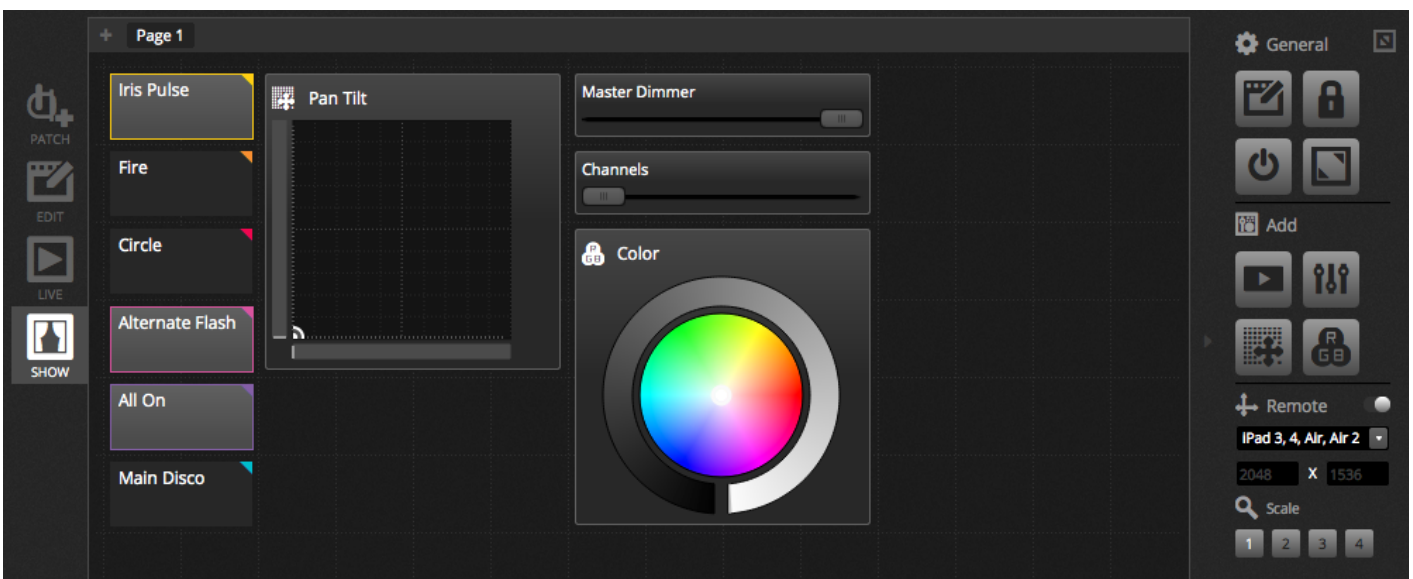 + Page 1
PATCH
EDIT
LIVE
SHOW
Iris Pulse
Fire
Circle
Alternate Flash
All On
Main Disco
Pan Tilt
Master Dimmer
Channels
R
G B
Color
General
Add
R
G B
Remote
iPad 3, 4, Air, Air 2
2048 X 1536
Scale
1 2 3 4